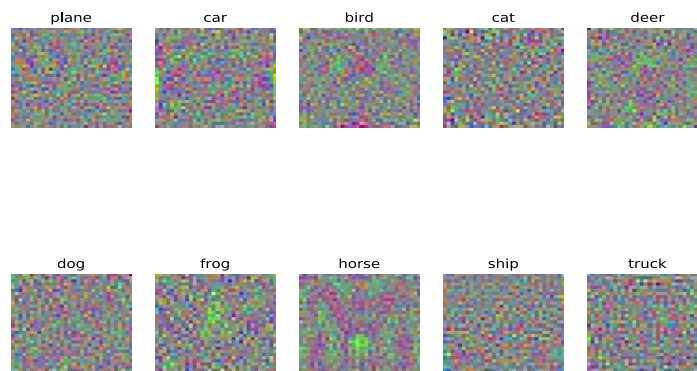 plane car bird cat deer
dog frog horse ship truck